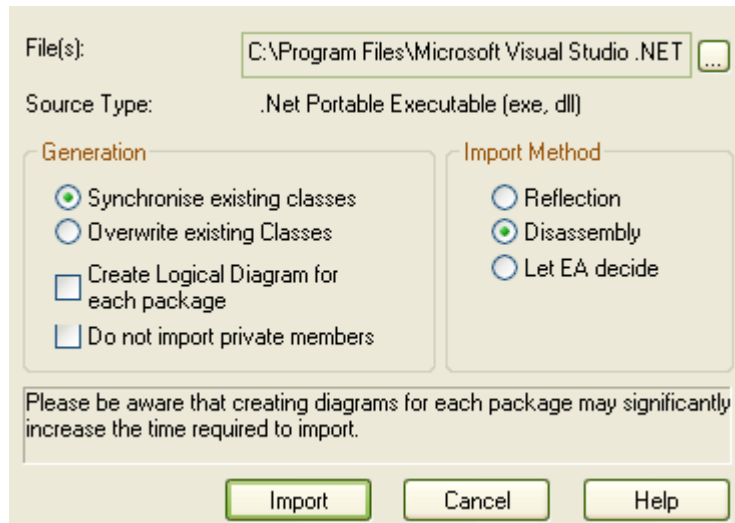 File(s):
C:\Program Files\Microsoft Visual Studio .NET
...
Source Type:
.Net Portable Executable (exe, dll)
Generation
Synchronise existing classes
Overwrite existing Classes
Create Logical Diagram for
each package
Do not import private members
Import Method
Reflection
Disassembly
Let EA decide
Please be aware that creating diagrams for each package may significantly
increase the time required to import.
Import
Cancel
Help